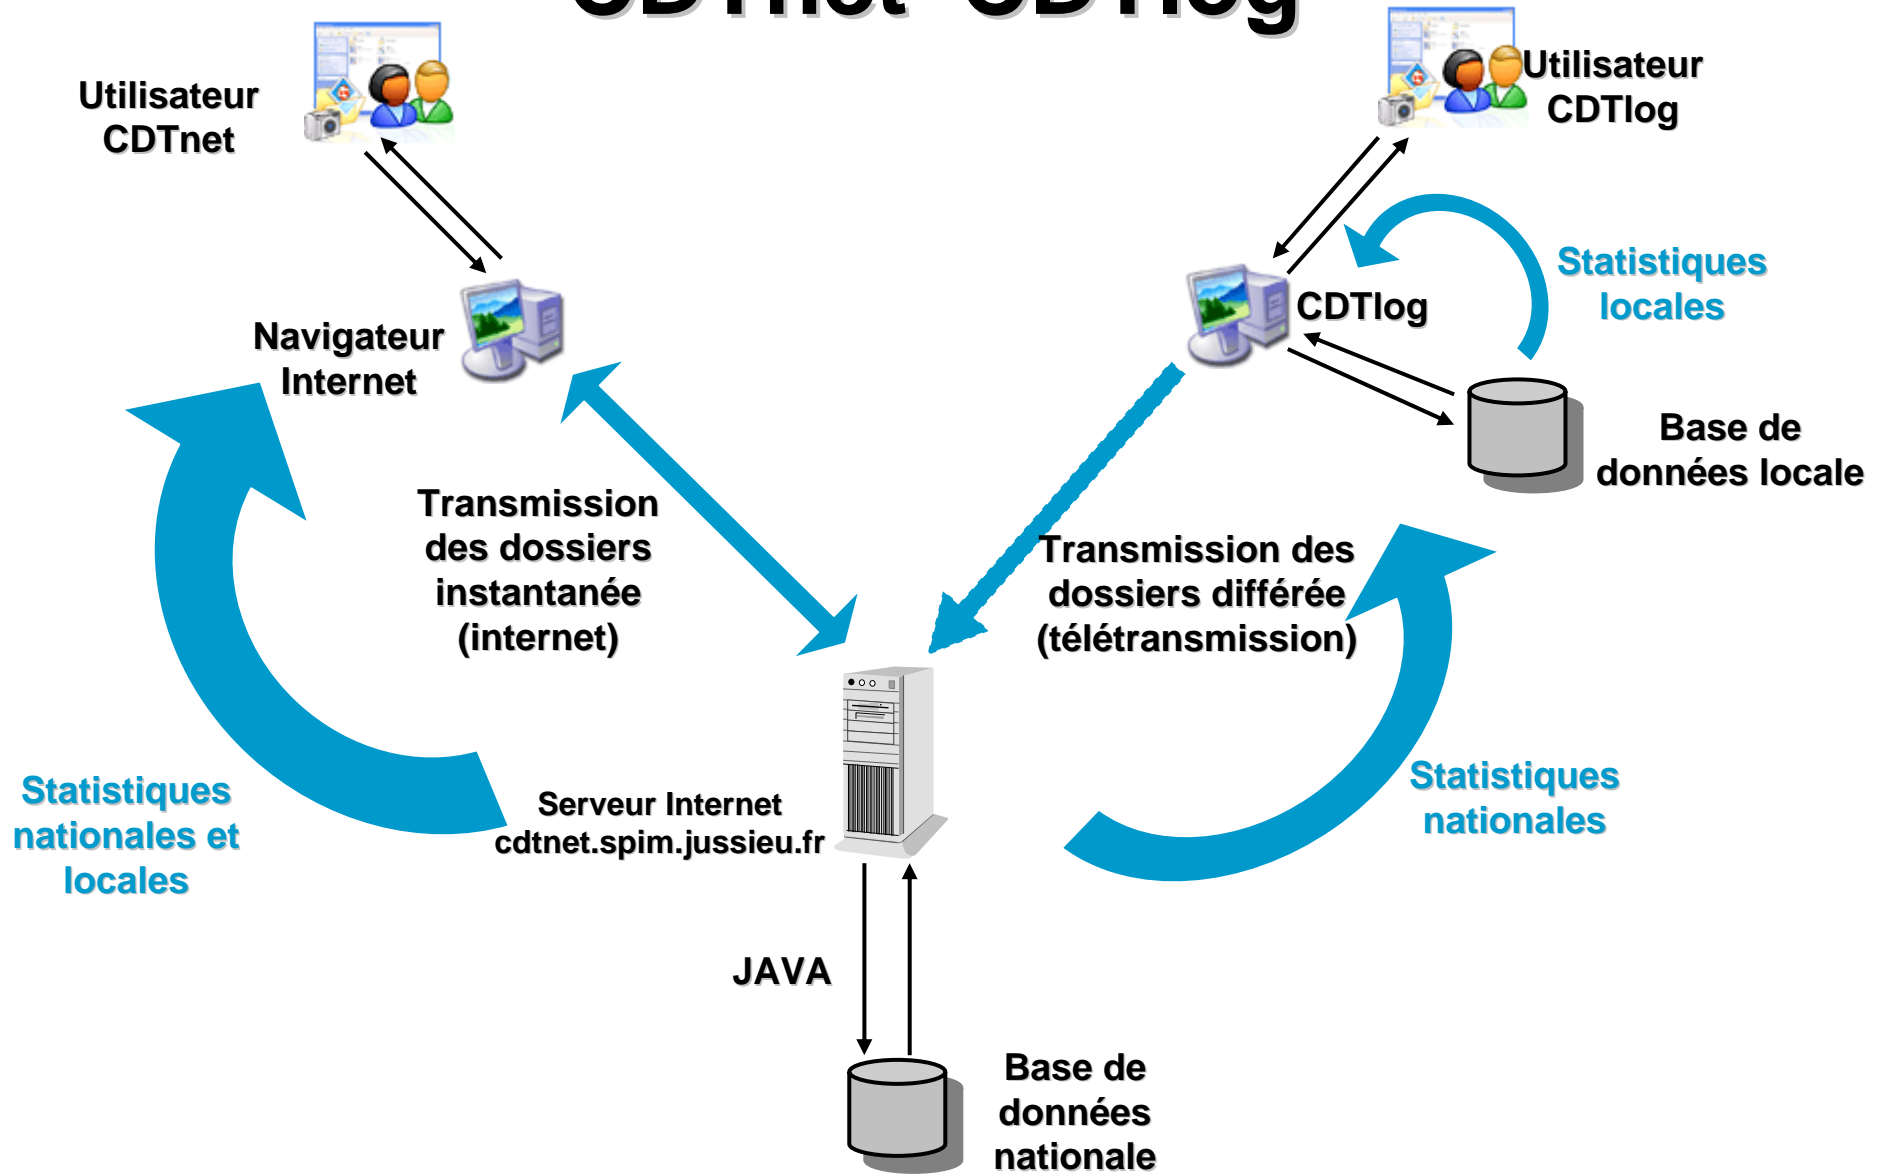 CDTnet CDTlog
Utilisateur
CDTnet
Utilisateur
CDTlog
Statistiques
locales
CDTlog
Navigateur
Internet
Base de
données locale
Transmission
des dossiers
instantanée
(internet)
Transmission des
dossiers différée
(télétransmission)
Statistiques
nationales et
locales
Serveur Internet
cdtnet.spim.jussieu.fr
Statistiques
nationales
JAVA
Base de
données
nationale